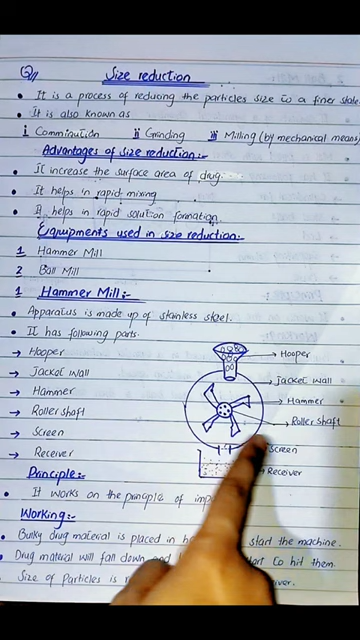 Q//
Size reduction
• It is a process of reducing the particles size to a finer state
• It is also known as
i Comminution ii Grinding iii Milling (by mechanical means)
Advantages of size reduction:-
• It increase the surface area of drug.
• It helps in rapid mixing
• It helps in rapid solution formation.
Equipments used in size reduction:-
1 Hammer Mill
2 Ball Mill
1 Hammer Mill:-
• Apparatus is made up of stainless steel.
• It has following parts.
→ Hooper
→ Jacket wall
→ Hammer
→ Roller shaft
→ Screen
→ Receiver
Hooper
Jacket wall
Hammer
Roller shaft
Screen
Receiver
Principle:-
• It works on the principle of
Working:-
• Bulky drug material is placed in start the machine.
• Drug material will fall down and to hit them.
• Size of particles is